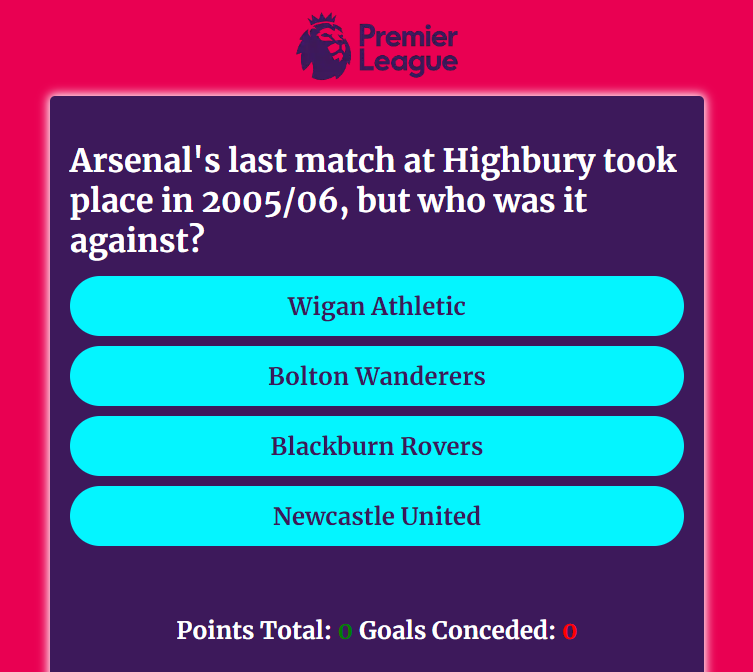 Premier
League
Arsenal's last match at Highbury took
place in 2005/06, but who was it
against?
Wigan Athletic
Bolton Wanderers
Blackburn Rovers
Newcastle United
Points Total: 0 Goals Conceded: 0